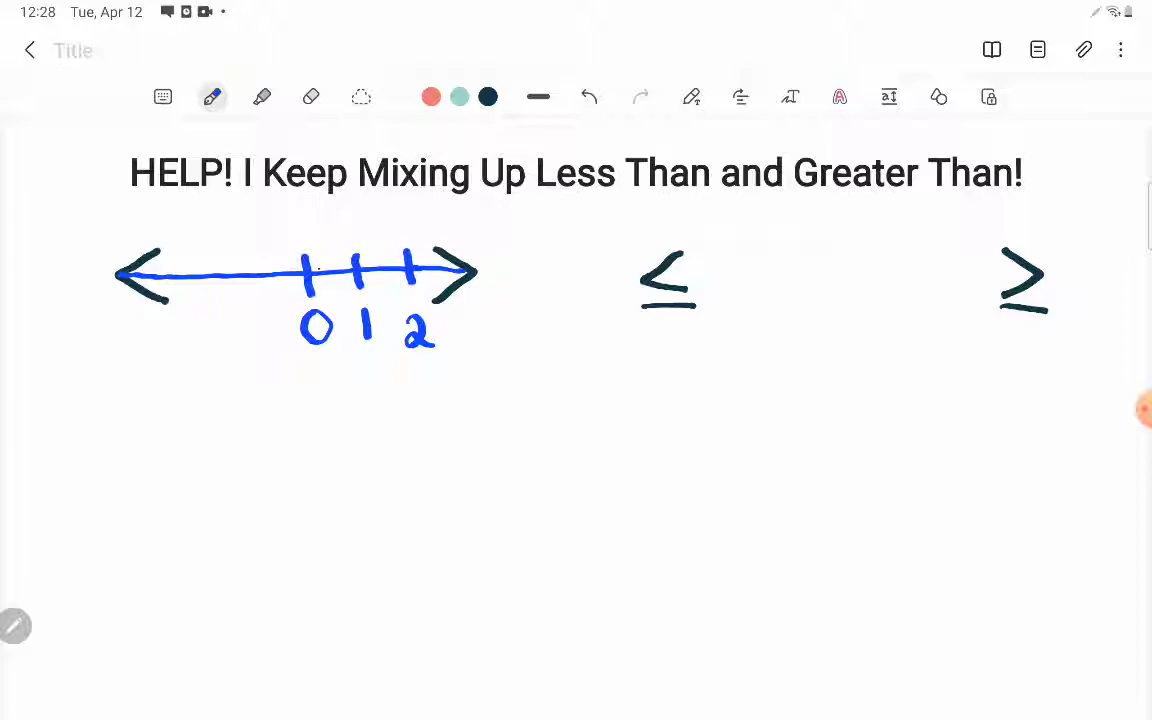 12:28 Tue, Apr 12
Title
HELP! I Keep Mixing Up Less Than and Greater Than!
< > ≤ ≥
0 1 2